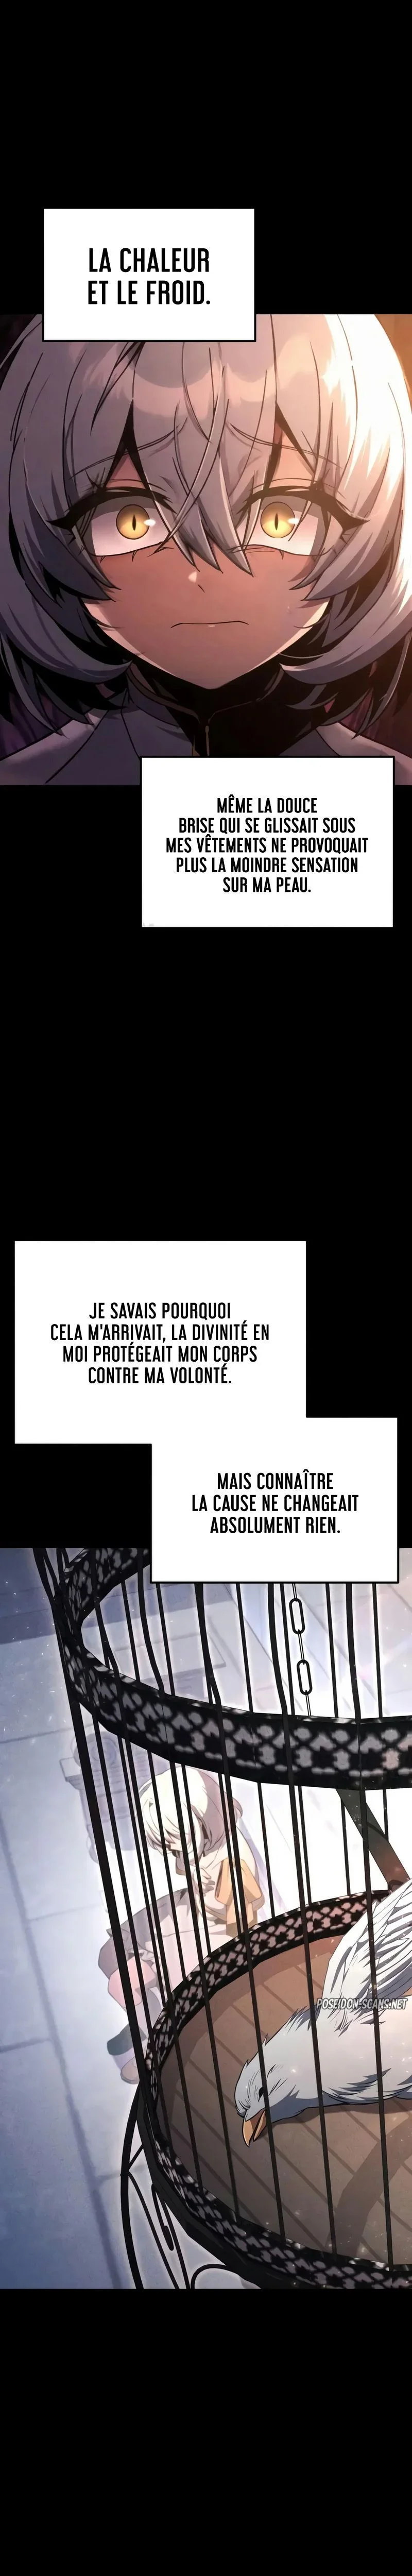 LA CHALEUR
ET LE FROID.
MÊME LA DOUCE
BRISE QUI SE GLISSAIT SOUS
MES VÊTEMENTS NE PROVOQUAIT
PLUS LA MOINDRE SENSATION
SUR MA PEAU.
JE SAVAIS POURQUOI
CELA M'ARRIVAIT, LA DIVINITÉ EN
MOI PROTÉGEAIT MON CORPS
CONTRE MA VOLONTÉ.
MAIS CONNAÎTRE
LA CAUSE NE CHANGEAIT
ABSOLUMENT RIEN.
POSEIDON-SCANS.NET